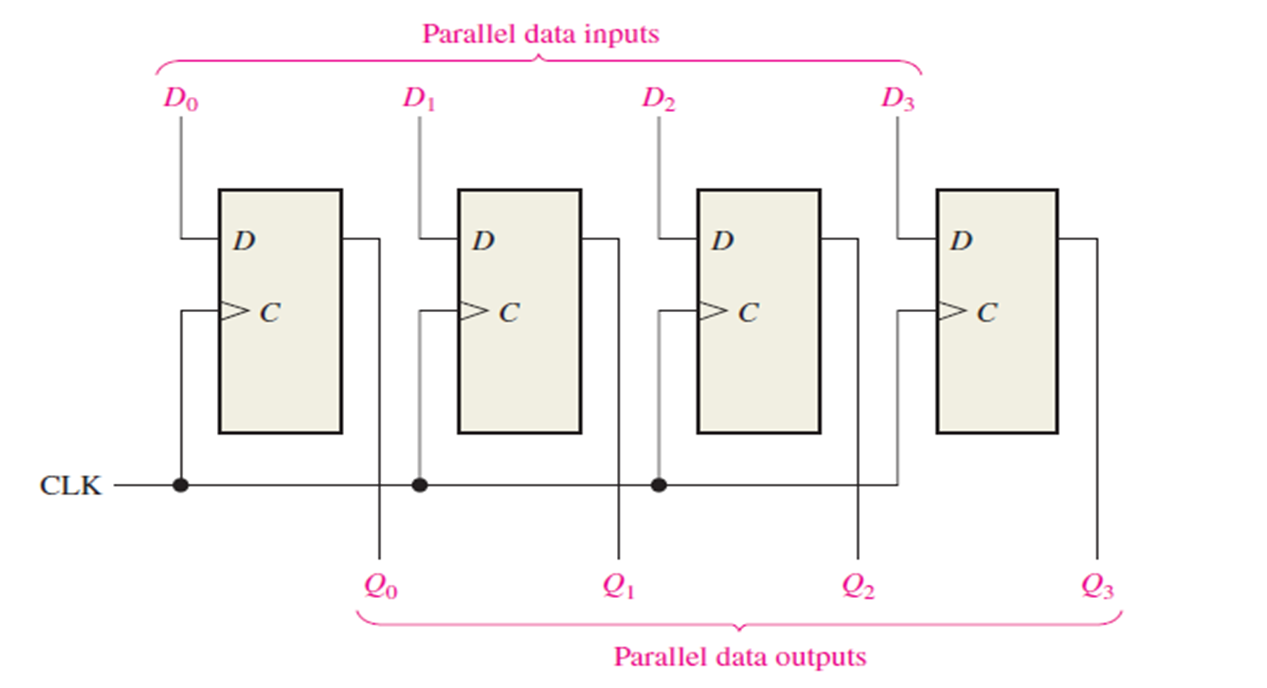 Parallel data inputs
D₀ D₁ D₂ D₃
D D D D
C C C C
CLK
Q₀ Q₁ Q₂ Q₃
Parallel data outputs